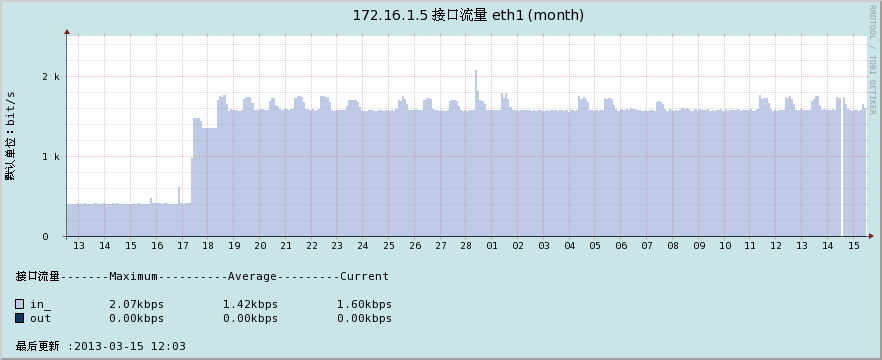 172.16.1.5 接口流量 eth1 (month)
RRDTOOL / TOBI OETIKER
默认单位：bit/s
2 k
1 k
0
13 14 15 16 17 18 19 20 21 22 23 24 25 26 27 28 01 02 03 04 05 06 07 08 09 10 11 12 13 14 15
接口流量-------Maximum----------Average---------Current
in_ 2.07kbps 1.42kbps 1.60kbps
out 0.00kbps 0.00kbps 0.00kbps
最后更新 :2013-03-15 12:03